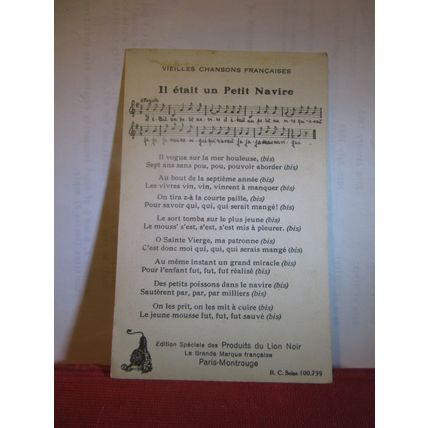 VIEILLES CHANSONS FRANÇAISES
Il était un Petit Navire
Il vogua sur la mer houleuse, (bis)
Sept ans sans pou, pou, pouvoir aborder (bis)
Au bout de la septième année (bis)
Les vivres vin, vin, vinrent à manquer (bis)
On tira z-à la courte paille, (bis)
Pour savoir qui, qui, qui serait mangé! (bis)
Le sort tomba sur le plus jeune (bis)
Le mouss' s'est, s'est, s'est mis à pleurer. (bis)
O Sainte Vierge, ma patronne (bis)
C'est donc moi qui, qui, qui serais mangé (bis)
Au même instant un grand miracle (bis)
Pour l'enfant fut, fut, fut réalisé (bis)
Des petits poissons dans le navire (bis)
Sautèrent par, par, par milliers (bis)
On les prit, on les mit à cuire (bis)
Le jeune mousse fut, fut, fut sauvé (bis)
Edition Spéciale des Produits du Lion Noir
La Grande Marque française
Paris-Montrouge
R. C. Seine 100.739